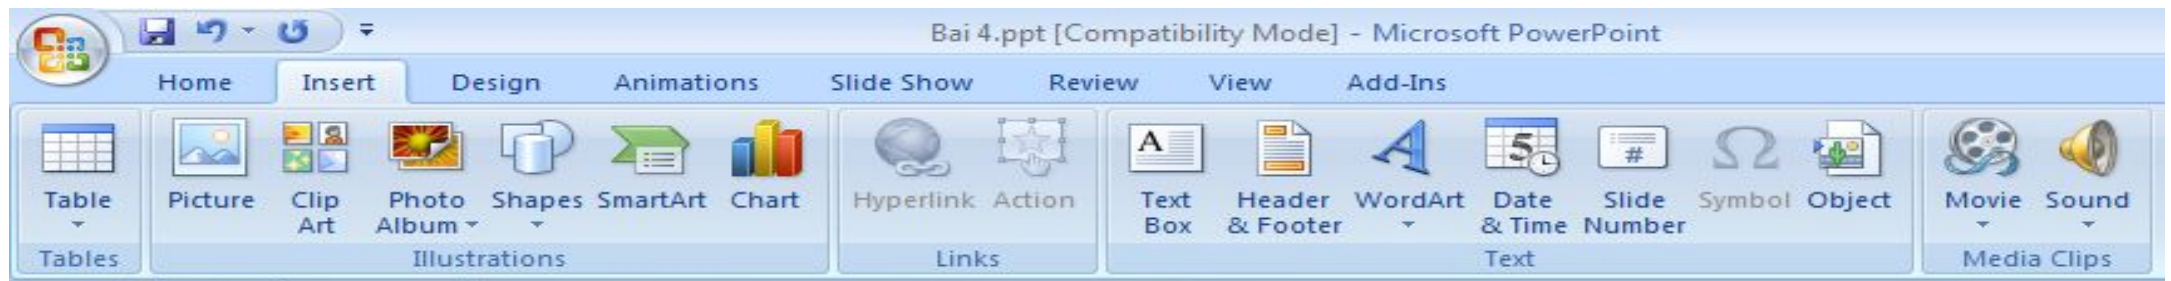 Bai 4.ppt [Compatibility Mode] - Microsoft PowerPoint
Home Insert Design Animations Slide Show Review View Add-Ins
A 5 # Ω
Table Picture Clip Photo Shapes SmartArt Chart Hyperlink Action Text Header WordArt Date Slide Symbol Object Movie Sound
Art Album Box & Footer & Time Number
Tables Illustrations Links Text Media Clips